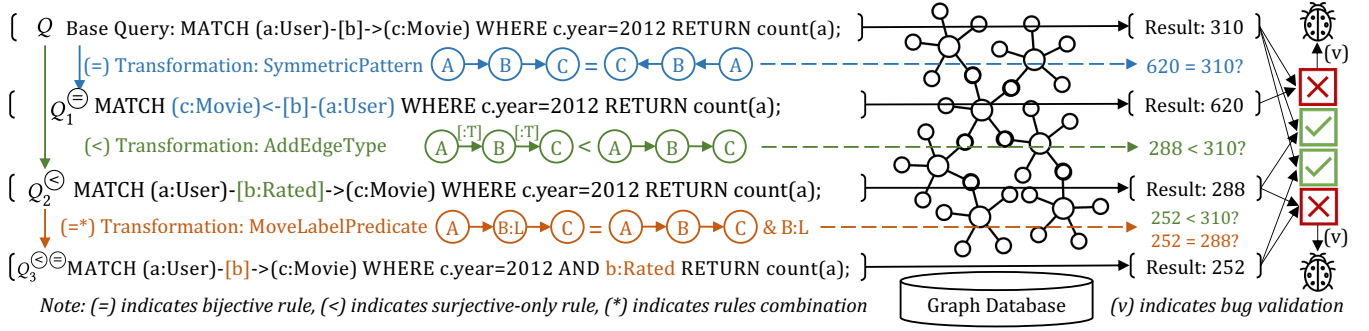 Q Base Query: MATCH (a:User)-[b]->(c:Movie) WHERE c.year=2012 RETURN count(a); Result: 310
(v)
(=) Transformation: SymmetricPattern A B C = C B A 620 = 310?
Q₁⊜ MATCH (c:Movie)<-[b]-(a:User) WHERE c.year=2012 RETURN count(a); Result: 620
[:T] [:T]
(<) Transformation: AddEdgeType A B C < A B C 288 < 310?
Q₂⧀ MATCH (a:User)-[b:Rated]->(c:Movie) WHERE c.year=2012 RETURN count(a); Result: 288
252 < 310?
(=*) Transformation: MoveLabelPredicate A B:L C = A B C & B:L
252 = 288?
(v)
Q₃⧀⊜ MATCH (a:User)-[b]->(c:Movie) WHERE c.year=2012 AND b:Rated RETURN count(a); Result: 252
Note: (=) indicates bijective rule, (<) indicates surjective-only rule, (*) indicates rules combination Graph Database (v) indicates bug validation